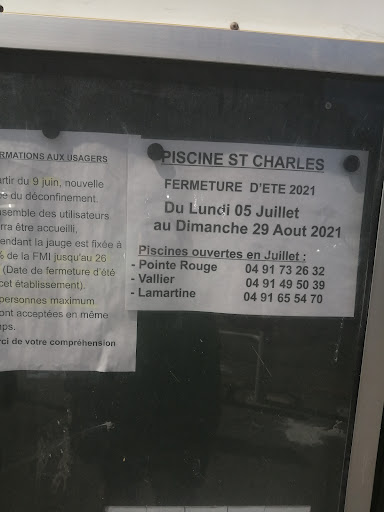 RMATIONS AUX USAGERS
rtir du 9 juin, nouvelle
e du déconfinement.
semble des utilisateurs
rra être accueilli,
endant la jauge est fixée à
% de la FMI jusqu'au 26
(Date de fermeture d'été
cet établissement).
personnes maximum
ont acceptées en même
mps.
rci de votre compréhension
PISCINE ST CHARLES
FERMETURE D'ETE 2021
Du Lundi 05 Juillet
au Dimanche 29 Aout 2021
Piscines ouvertes en Juillet :
- Pointe Rouge 04 91 73 26 32
- Vallier 04 91 49 50 39
- Lamartine 04 91 65 54 70